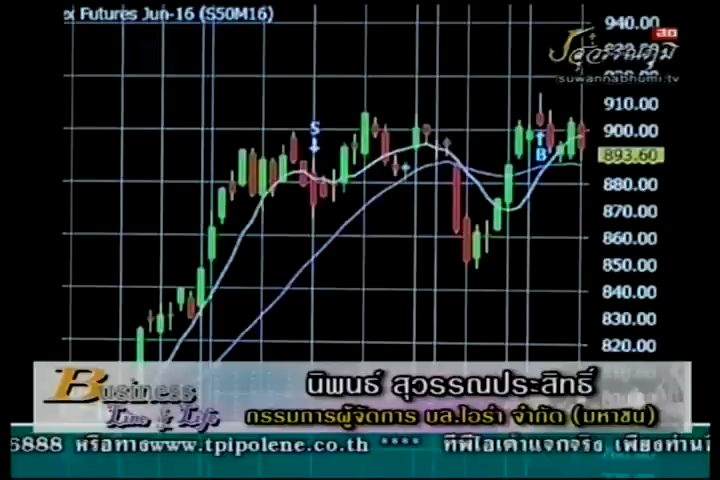 ex Futures Jun-16 (S50M16)
940.00
สด
สุวรรณภูมิ
suwannabhumi.tv
910.00
S
900.00
B
893.60
880.00
870.00
860.00
850.00
840.00
830.00
820.00
Business
Line & Life
นิพนธ์ สุวรรณประสิทธิ์
กรรมการผู้จัดการ บล.ไอร่า จำกัด (มหาชน)
6888 หรือทางwww.tpipolene.co.th **** ทีพีไอเต๋าแจกจริง เพียงท่าน